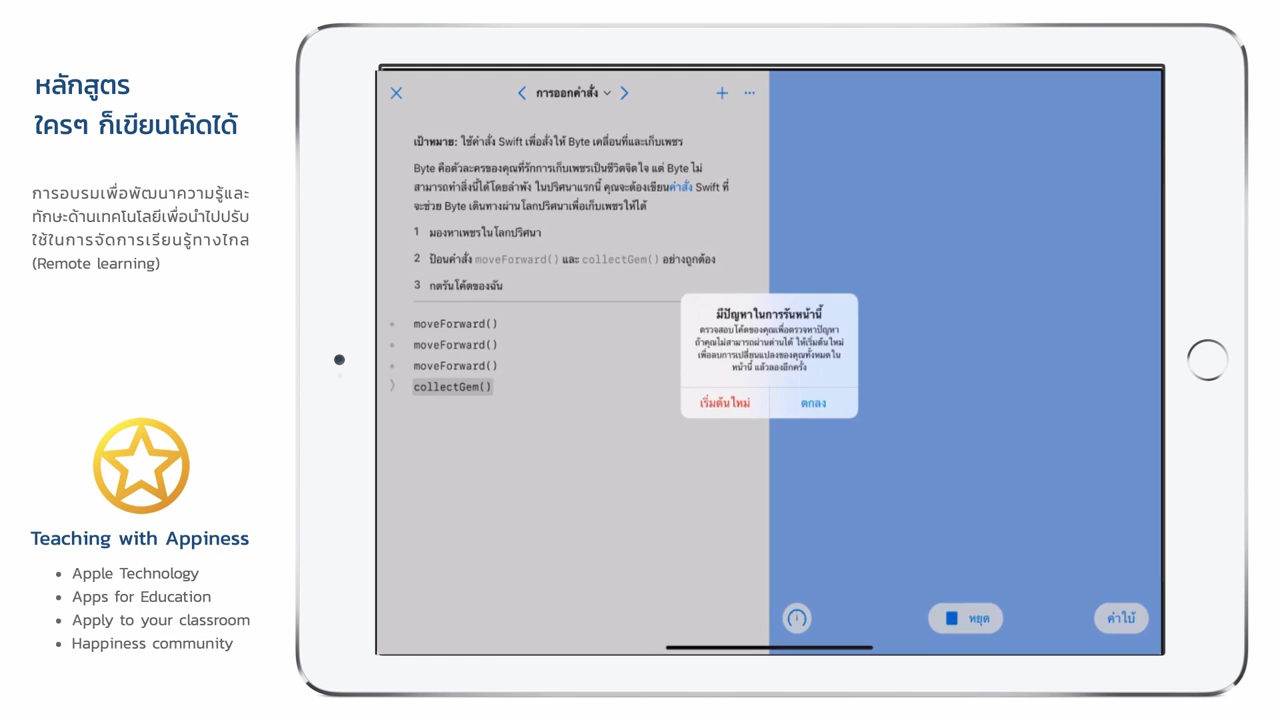 หลักสูตร
ใครๆ ก็เขียนโค้ดได้
การอบรมเพื่อพัฒนาความรู้และ
ทักษะด้านเทคโนโลยีเพื่อนำไปปรับ
ใช้ในการจัดการเรียนรู้ทางไกล
(Remote learning)
Teaching with Appiness
• Apple Technology
• Apps for Education
• Apply to your classroom
• Happiness community
การออกคำสั่ง
เป้าหมาย: ใช้คำสั่ง Swift เพื่อสั่งให้ Byte เคลื่อนที่และเก็บเพชร
Byte คือตัวละครของคุณที่รักการเก็บเพชรเป็นชีวิตจิตใจ แต่ Byte ไม่
สามารถทำสิ่งนี้ได้โดยลำพัง ในปริศนาแรกนี้ คุณจะต้องเขียนคำสั่ง Swift ที่
จะช่วย Byte เดินทางผ่านโลกปริศนาเพื่อเก็บเพชรให้ได้
1 มองหาเพชรในโลกปริศนา
2 ป้อนคำสั่ง moveForward() และ collectGem() อย่างถูกต้อง
3 กดรันโค้ดของฉัน
moveForward()
moveForward()
moveForward()
collectGem()
มีปัญหาในการรันหน้านี้
ตรวจสอบโค้ดของคุณเพื่อตรวจหาปัญหา
ถ้าคุณไม่สามารถผ่านด่านได้ ให้เริ่มต้นใหม่
เพื่อลบการเปลี่ยนแปลงของคุณทั้งหมดใน
หน้านี้ แล้วลองอีกครั้ง
เริ่มต้นใหม่
ตกลง
หยุด
คำใบ้